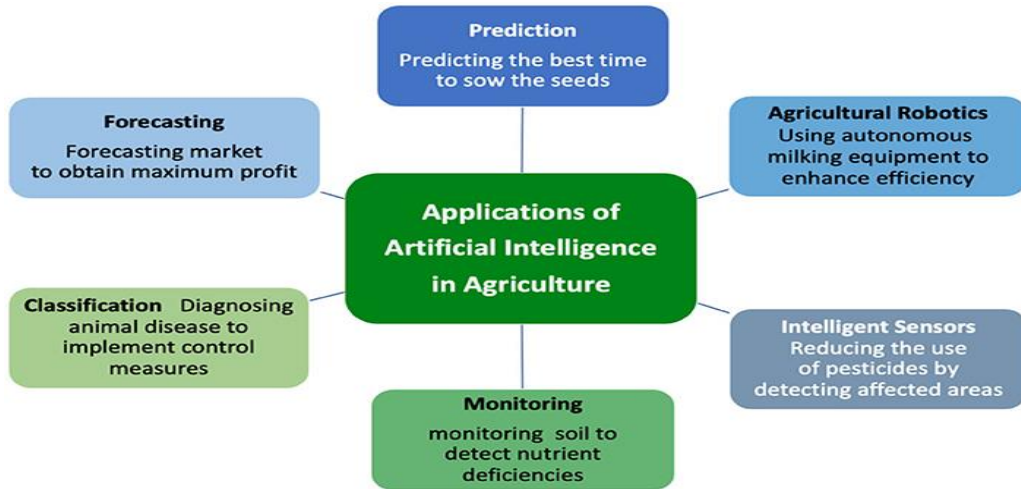 Prediction
Predicting the best time
to sow the seeds
Forecasting
Forecasting market
to obtain maximum profit
Agricultural Robotics
Using autonomous
milking equipment to
enhance efficiency
Applications of
Artificial Intelligence
in Agriculture
Classification Diagnosing
animal disease to
implement control
measures
Intelligent Sensors
Reducing the use
of pesticides by
detecting affected areas
Monitoring
monitoring soil to
detect nutrient
deficiencies